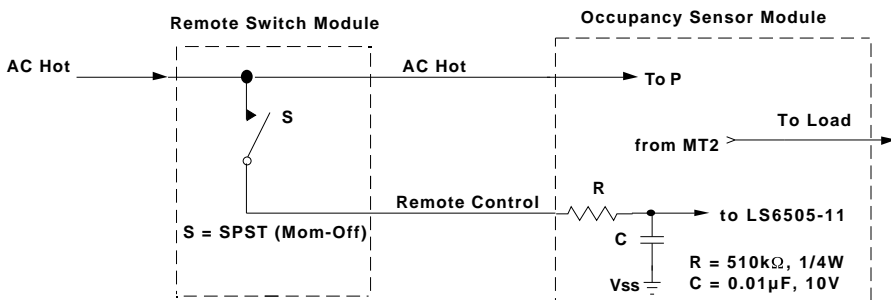 Remote Switch Module
Occupancy Sensor Module
AC Hot
AC Hot
To P
S
To Load
from MT2
Remote Control
R
to LS6505-11
S = SPST (Mom-Off)
C
R = 510kΩ, 1/4W
Vss
C = 0.01µF, 10V